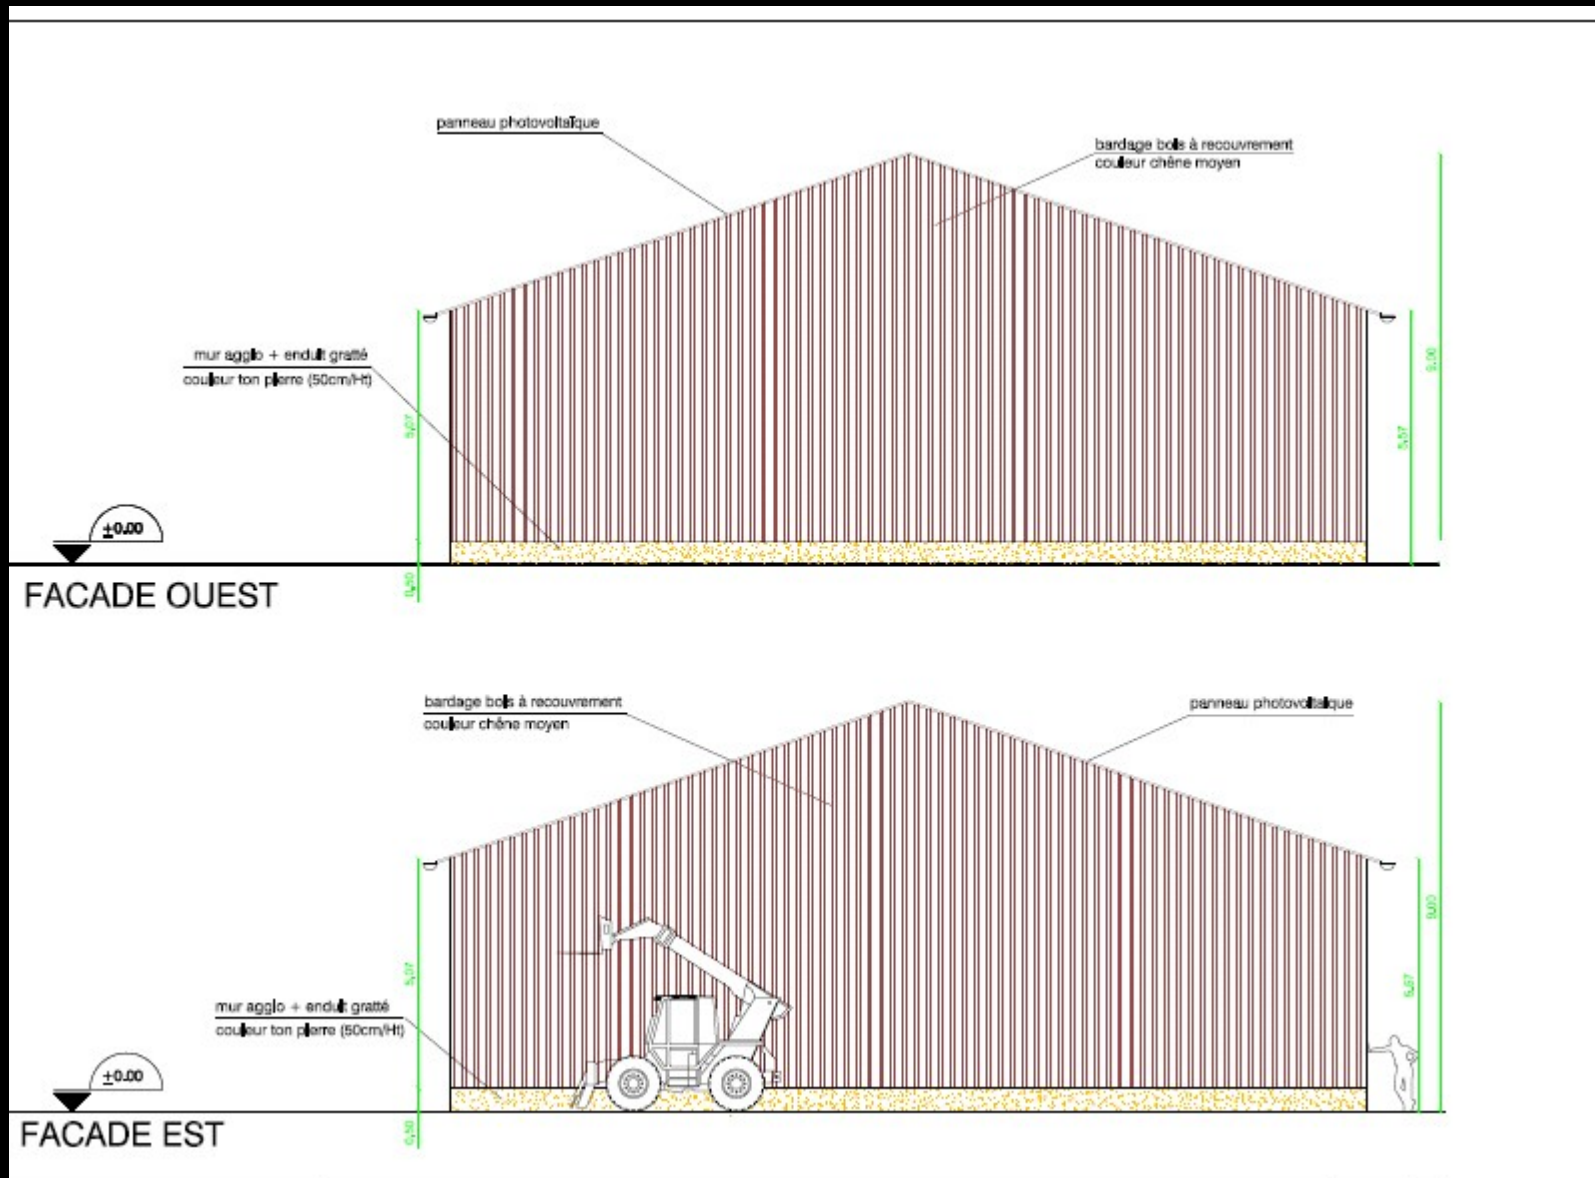 panneau photovoltaïque
bardage bois à recouvrement
couleur chêne moyen
mur agglo + enduit gratté
couleur ton pierre (50cm/Ht)
9.00
5,07
5,57
±0.00
0,50
FACADE OUEST
bardage bois à recouvrement
couleur chêne moyen
panneau photovoltaïque
9.00
5,07
5,57
mur agglo + enduit gratté
couleur ton pierre (50cm/Ht)
±0.00
0,50
FACADE EST